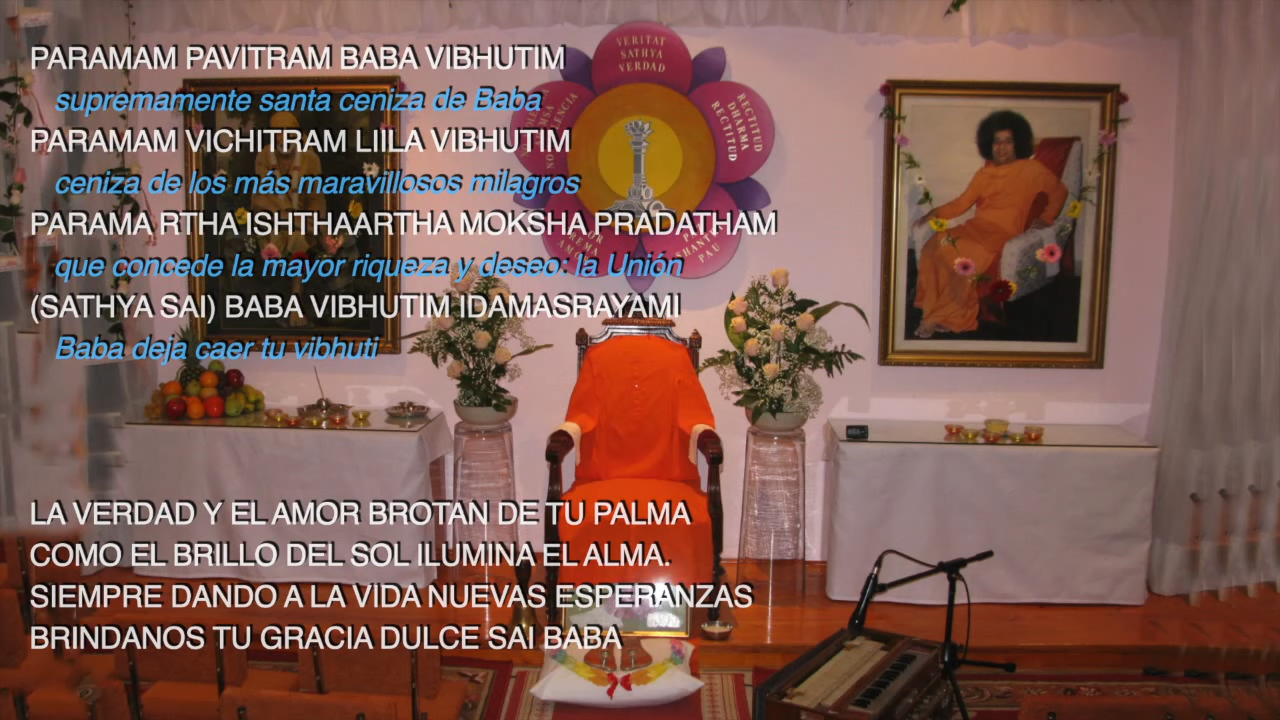 PARAMAM PAVITRAM BABA VIBHUTIM
supremamente santa ceniza de Baba
PARAMAM VICHITRAM LIILA VIBHUTIM
ceniza de los más maravillosos milagros
PARAMA RTHA ISHTHAARTHA MOKSHA PRADATHAM
que concede la mayor riqueza y deseo: la Unión
(SATHYA SAI) BABA VIBHUTIM IDAMASRAYAMI
Baba deja caer tu vibhuti
LA VERDAD Y EL AMOR BROTAN DE TU PALMA
COMO EL BRILLO DEL SOL ILUMINA EL ALMA.
SIEMPRE DANDO A LA VIDA NUEVAS ESPERANZAS
BRINDANOS TU GRACIA DULCE SAI BABA
VERITAT
SATHYA
VERDAD
RECTITUD
DHARMA
RECTITUD
PAU